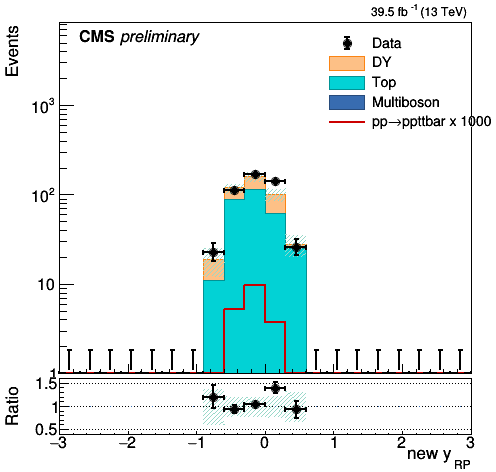 39.5 fb⁻¹ (13 TeV)
CMS preliminary
Events
Data
DY
Top
Multiboson
pp→ppttbar x 1000
10³
10²
10
1
Ratio
1.5
1
0.5
−3 −2 −1 0 1 2 3
new y_RP